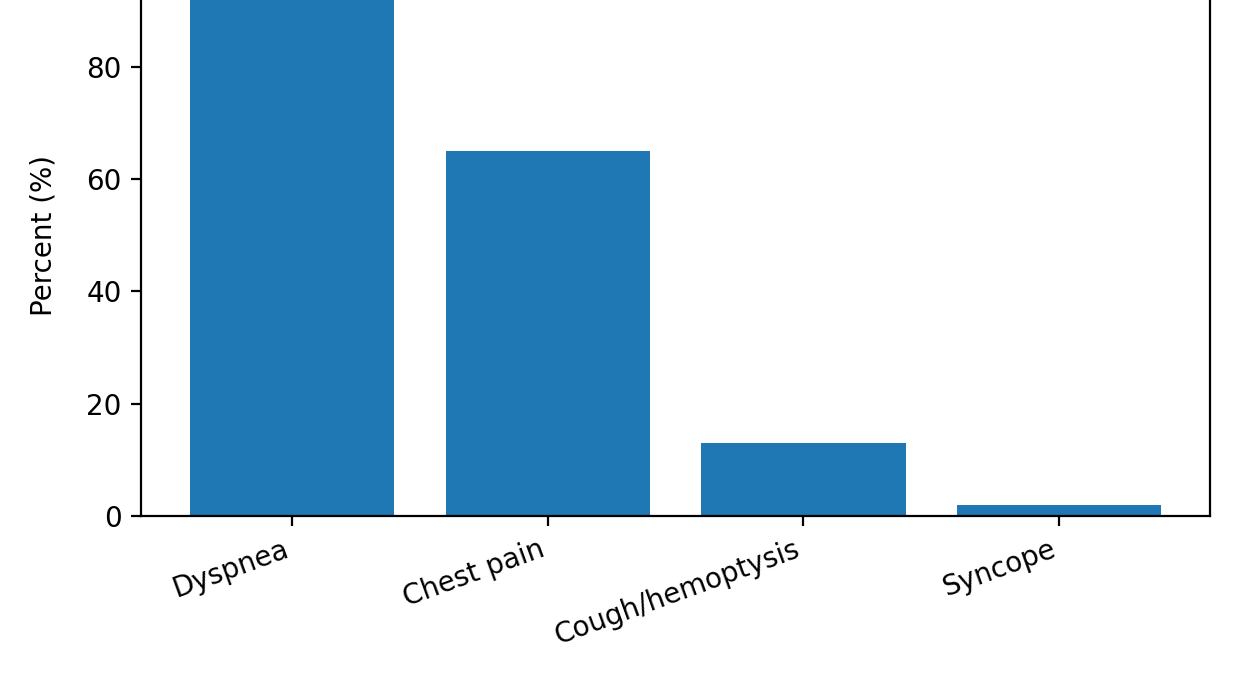 80
60
40
20
0
Percent (%)
Dyspnea
Chest pain
Cough/hemoptysis
Syncope